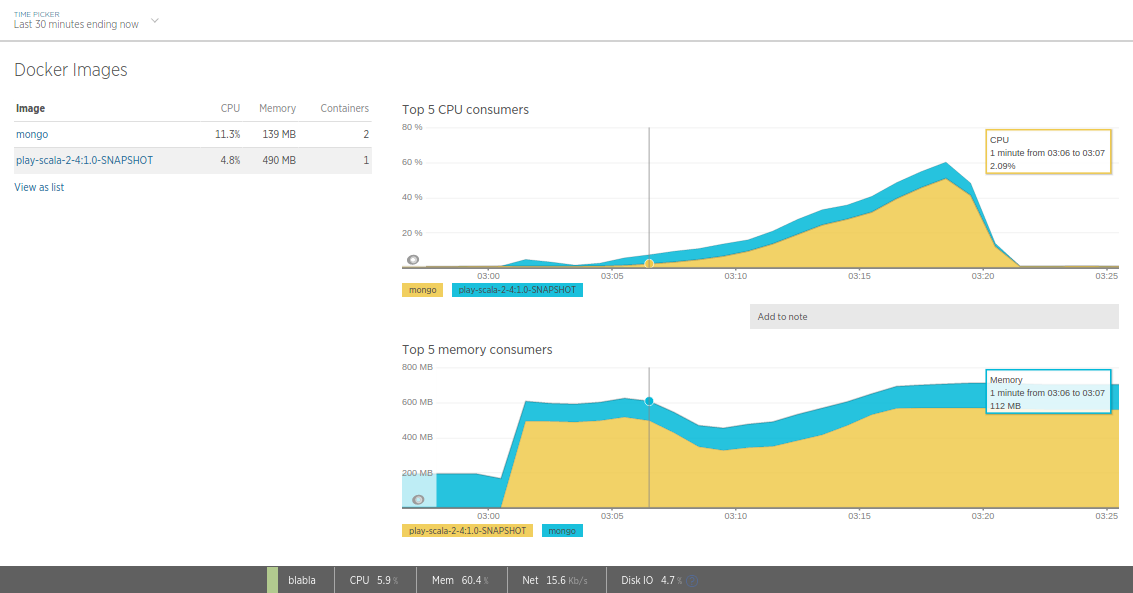 TIME PICKER
Last 30 minutes ending now
Docker Images
Image CPU Memory Containers
mongo 11.3% 139 MB 2
play-scala-2-4:1.0-SNAPSHOT 4.8% 490 MB 1
View as list
Top 5 CPU consumers
80 %
60 %
40 %
20 %
CPU
1 minute from 03:06 to 03:07
2.09%
03:00 03:05 03:10 03:15 03:20 03:25
mongo play-scala-2-4:1.0-SNAPSHOT
Add to note
Top 5 memory consumers
800 MB
600 MB
400 MB
200 MB
Memory
1 minute from 03:06 to 03:07
112 MB
03:00 03:05 03:10 03:15 03:20 03:25
play-scala-2-4:1.0-SNAPSHOT mongo
blabla CPU 5.9 % Mem 60.4 % Net 15.6 Kb/s Disk IO 4.7 %